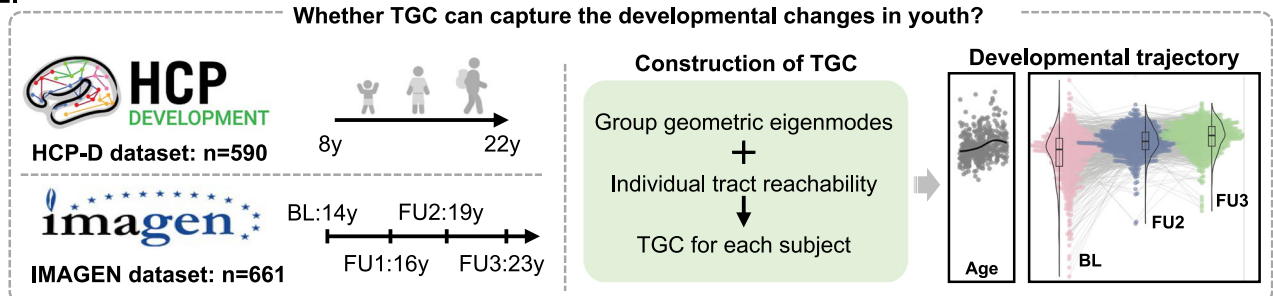 Whether TGC can capture the developmental changes in youth?
HCP
DEVELOPMENT
8y
22y
HCP-D dataset: n=590
imagen
BL:14y
FU2:19y
FU1:16y
FU3:23y
IMAGEN dataset: n=661
Construction of TGC
Group geometric eigenmodes
+
Individual tract reachability
TGC for each subject
Developmental trajectory
Age
BL
FU2
FU3